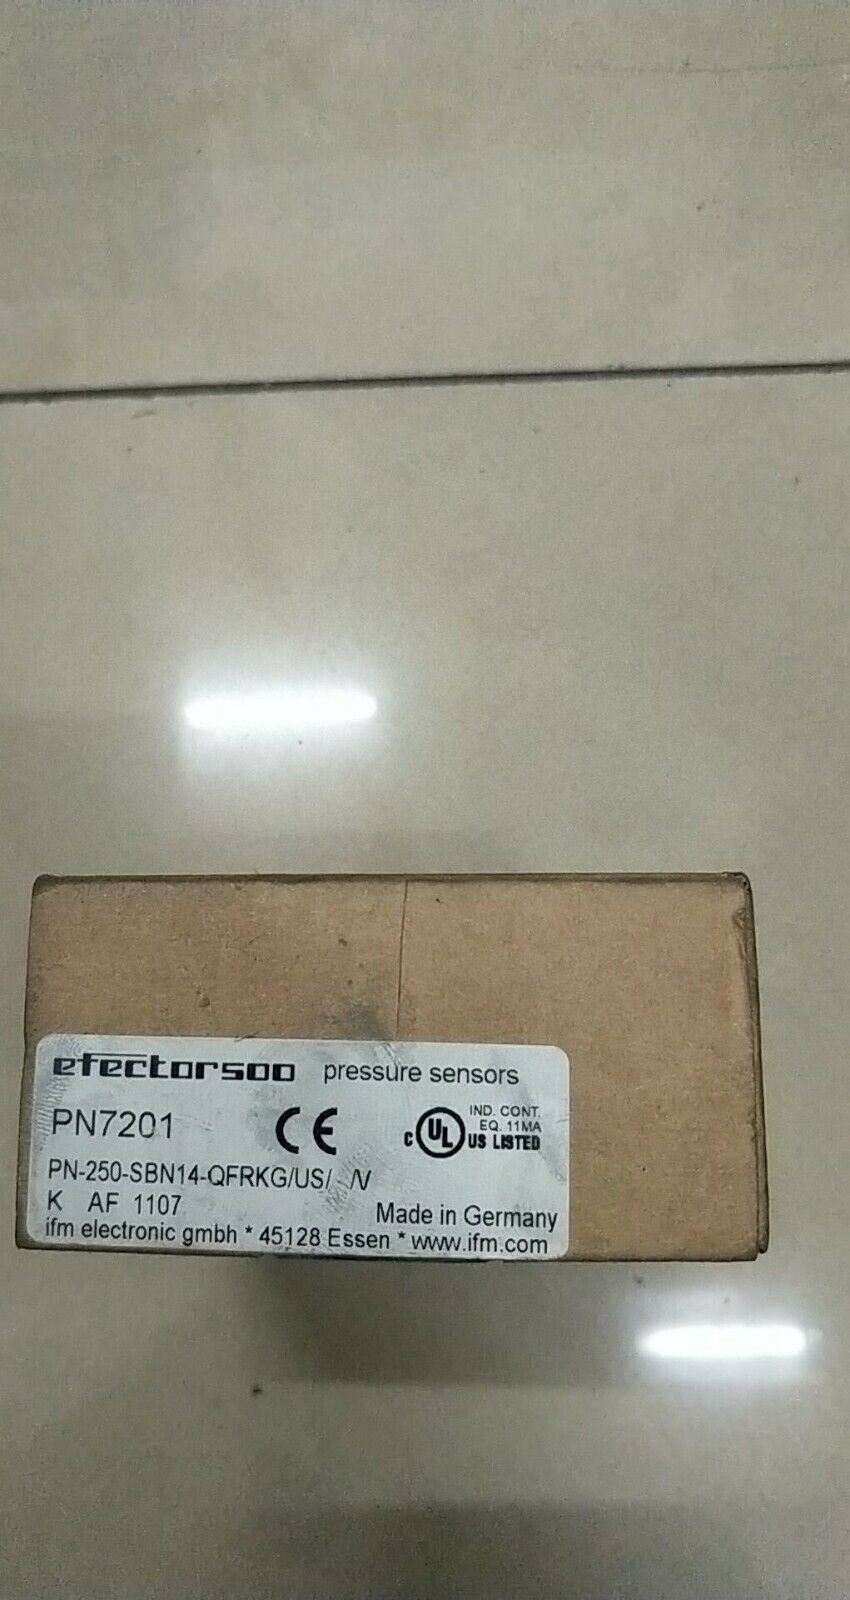 efector500 pressure sensors
PN7201 CE
c UL US LISTED
IND. CONT.
EQ. 11MA
PN-250-SBN14-QFRKG/US/ /V
K AF 1107
Made in Germany
ifm electronic gmbh * 45128 Essen * www.ifm.com